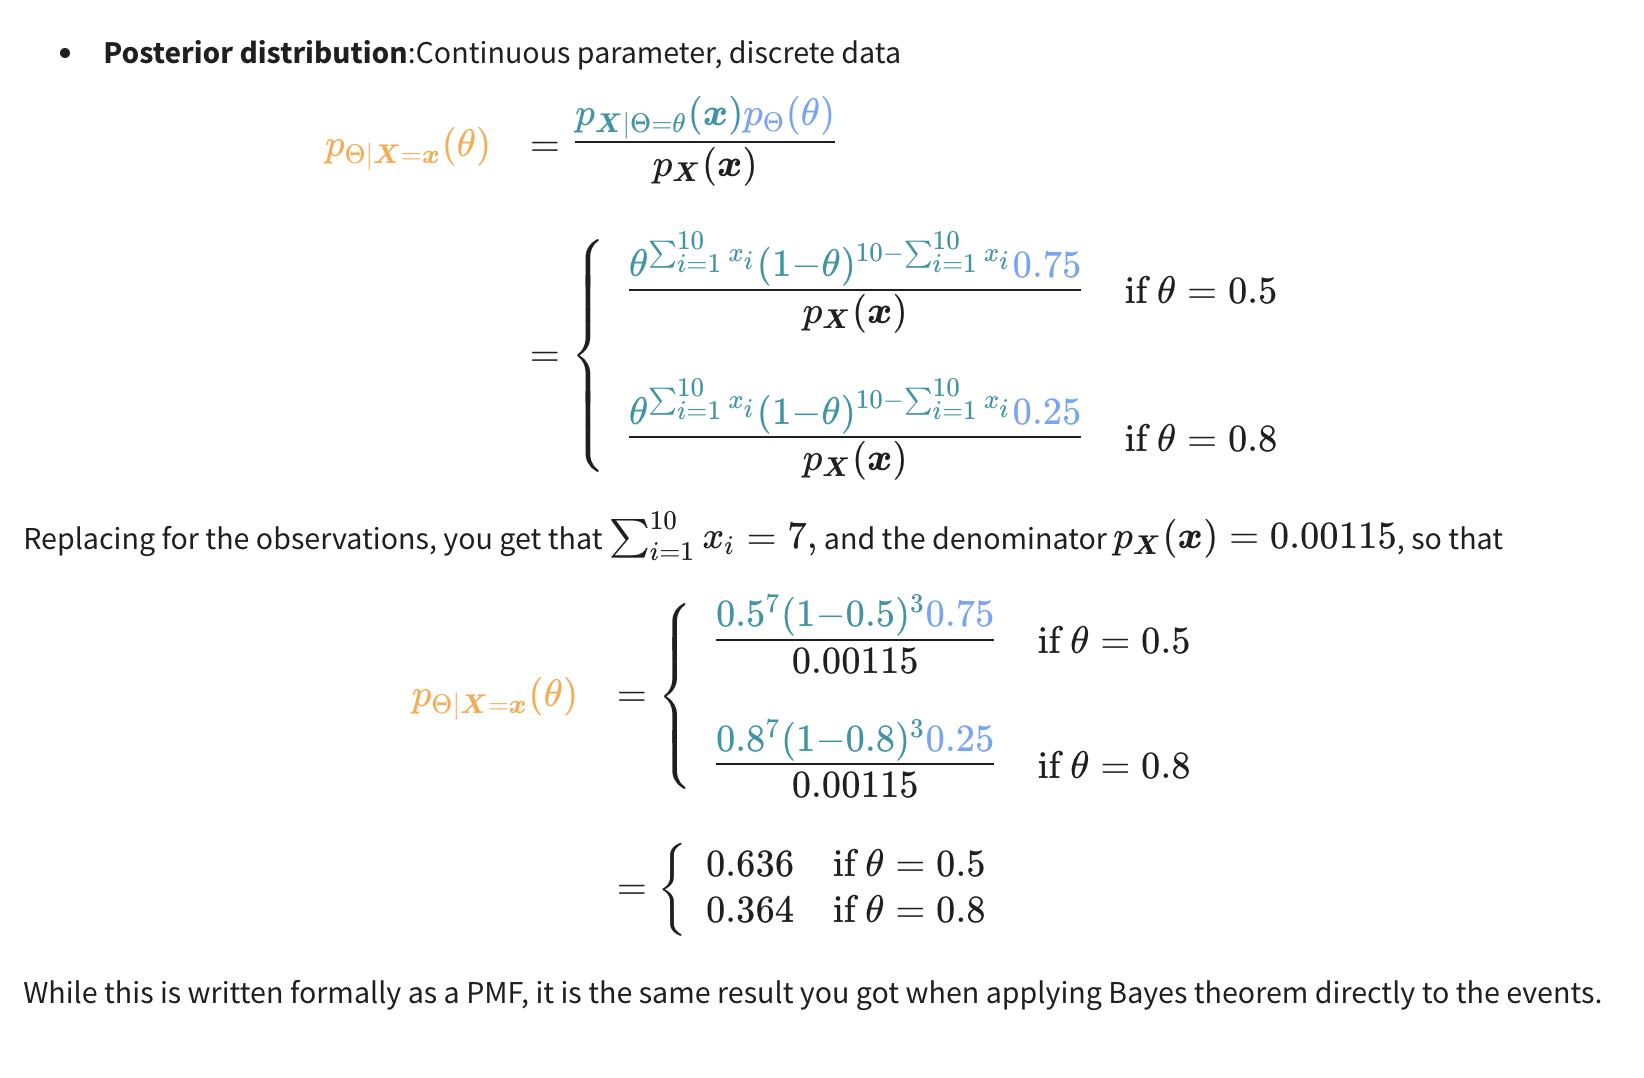 • Posterior distribution:Continuous parameter, discrete data
$p_{\Theta|\boldsymbol{X}=\boldsymbol{x}}(\theta) = \frac{p_{\boldsymbol{X}|\Theta=\theta}(\boldsymbol{x})p_{\Theta}(\theta)}{p_{\boldsymbol{X}}(\boldsymbol{x})}$
$= \begin{cases} \frac{\theta^{\sum_{i=1}^{10} x_i}(1-\theta)^{10-\sum_{i=1}^{10} x_i}0.75}{p_{\boldsymbol{X}}(\boldsymbol{x})} & \text{if } \theta = 0.5 \\ \frac{\theta^{\sum_{i=1}^{10} x_i}(1-\theta)^{10-\sum_{i=1}^{10} x_i}0.25}{p_{\boldsymbol{X}}(\boldsymbol{x})} & \text{if } \theta = 0.8 \end{cases}$
Replacing for the observations, you get that $\sum_{i=1}^{10} x_i = 7$, and the denominator $p_{\boldsymbol{X}}(\boldsymbol{x}) = 0.00115$, so that
$p_{\Theta|\boldsymbol{X}=\boldsymbol{x}}(\theta) = \begin{cases} \frac{0.5^7(1-0.5)^3 0.75}{0.00115} & \text{if } \theta = 0.5 \\ \frac{0.8^7(1-0.8)^3 0.25}{0.00115} & \text{if } \theta = 0.8 \end{cases}$
$= \begin{cases} 0.636 & \text{if } \theta = 0.5 \\ 0.364 & \text{if } \theta = 0.8 \end{cases}$
While this is written formally as a PMF, it is the same result you got when applying Bayes theorem directly to the events.